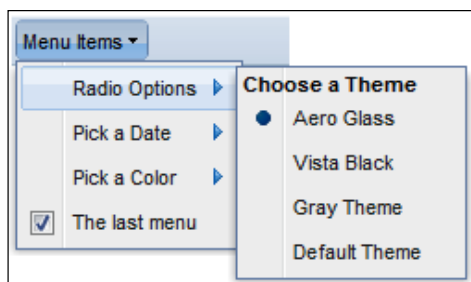 Menu Items
Radio Options
Pick a Date
Pick a Color
The last menu
Choose a Theme
Aero Glass
Vista Black
Gray Theme
Default Theme